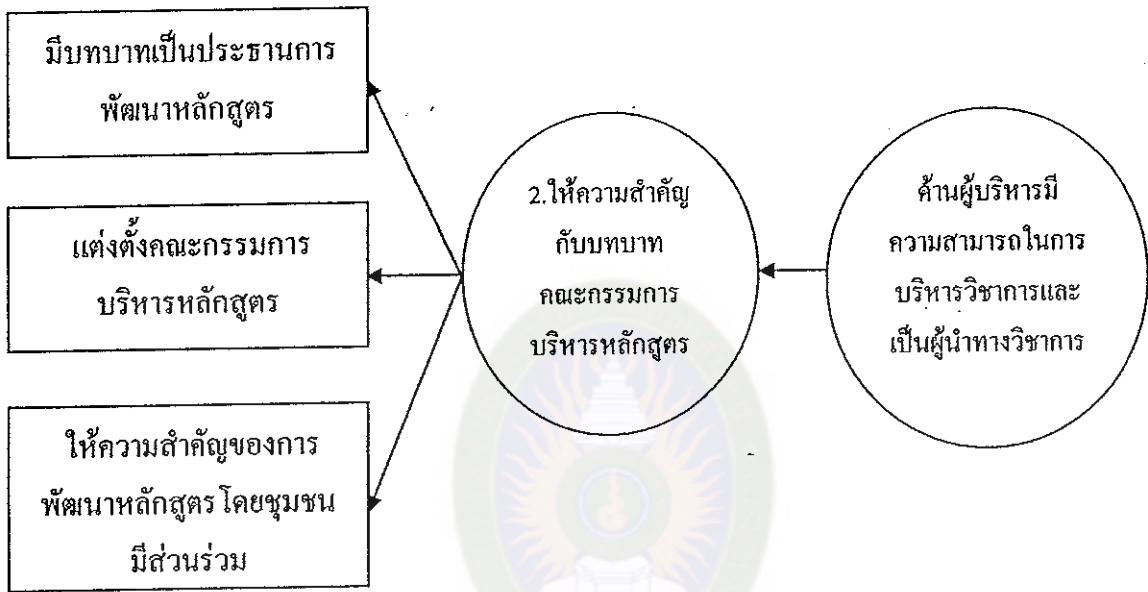 มีบทบาทเป็นประธานการ
พัฒนาหลักสูตร
แต่งตั้งคณะกรรมการ
บริหารหลักสูตร
ให้ความสำคัญของการ
พัฒนาหลักสูตร โดยชุมชน
มีส่วนร่วม
2.ให้ความสำคัญ
กับบทบาท
คณะกรรมการ
บริหารหลักสูตร
ด้านผู้บริหารมี
ความสามารถในการ
บริหารวิชาการและ
เป็นผู้นำทางวิชาการ